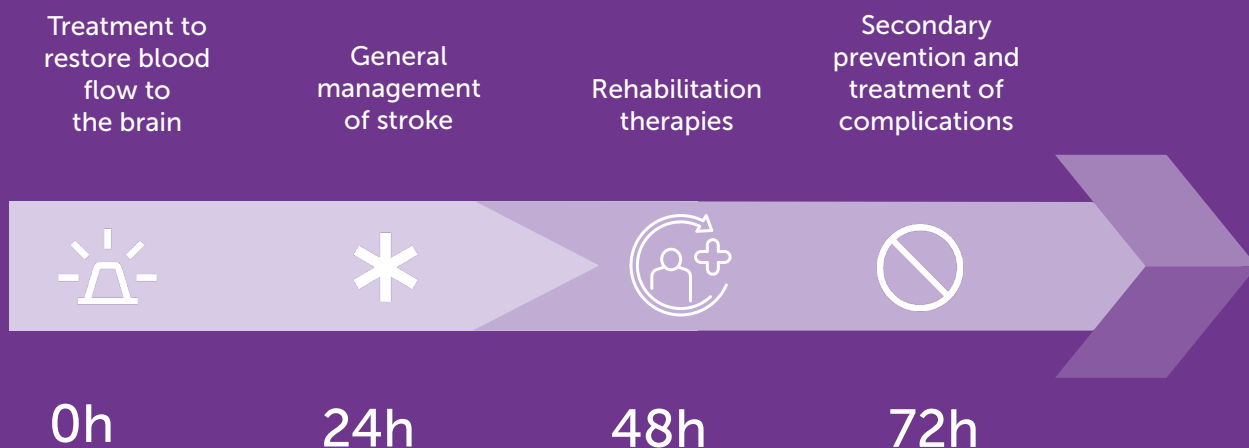 Treatment to
restore blood
flow to
the brain
General
management
of stroke
Rehabilitation
therapies
Secondary
prevention and
treatment of
complications
0h
24h
48h
72h